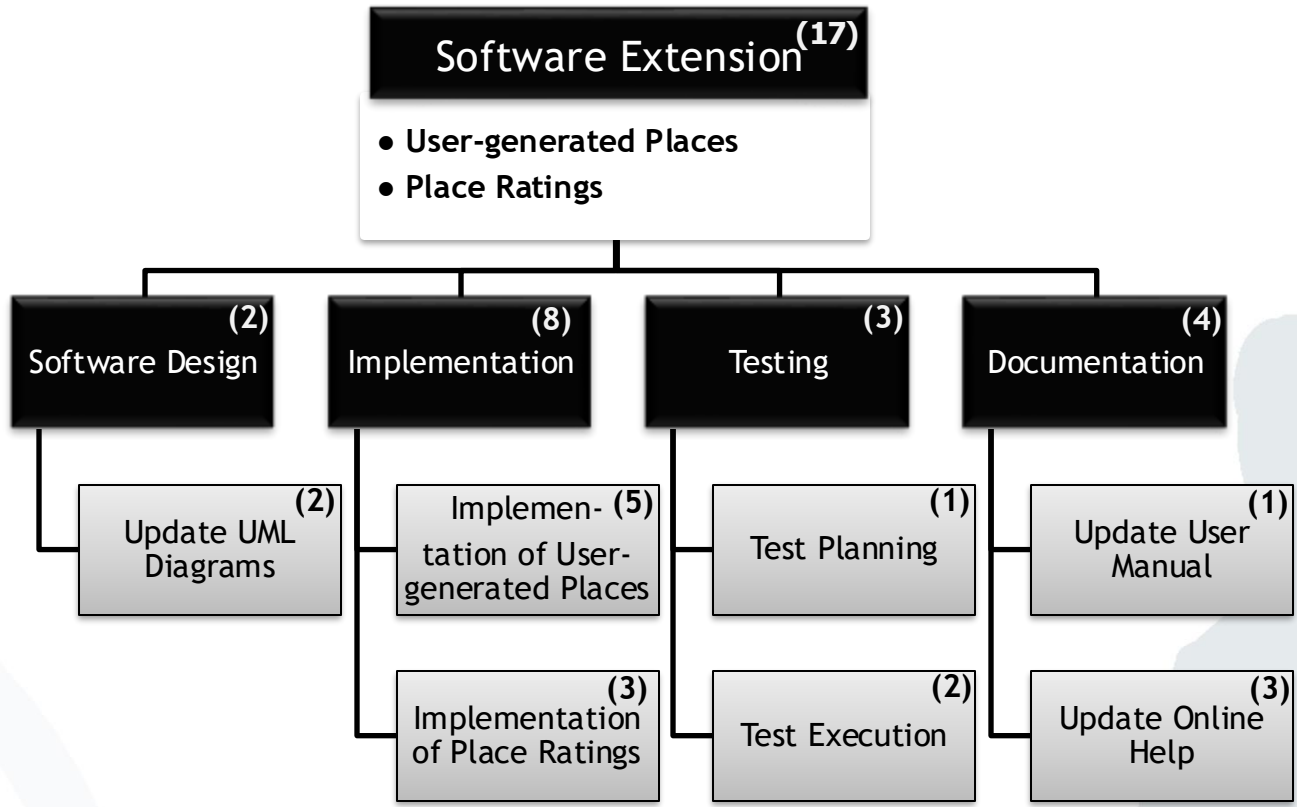 Software Extension (17)
● User-generated Places
● Place Ratings
(2)
Software Design
(8)
Implementation
(3)
Testing
(4)
Documentation
(2)
Update UML
Diagrams
Implemen- (5)
tation of User-
generated Places
(1)
Test Planning
(1)
Update User
Manual
(3)
Implementation
of Place Ratings
(2)
Test Execution
(3)
Update Online
Help